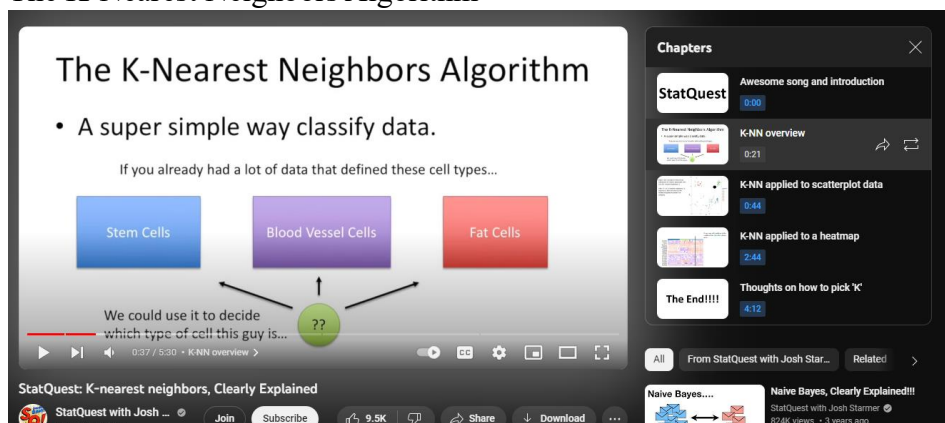 The K-Nearest Neighbors Algorithm
The K-Nearest Neighbors Algorithm
• A super simple way classify data.
If you already had a lot of data that defined these cell types...
Stem Cells
Blood Vessel Cells
Fat Cells
We could use it to decide
which type of cell this guy is...
??
0:37 / 5:30 • K-NN overview >
CC
StatQuest: K-nearest neighbors, Clearly Explained
StatQuest with Josh ...
Join
Subscribe
9.5K
Share
Download
...
Chapters
StatQuest
Awesome song and introduction
0:00
K-NN overview
0:21
K-NN applied to scatterplot data
0:44
K-NN applied to a heatmap
2:44
The End!!!!
Thoughts on how to pick 'K'
4:12
All
From StatQuest with Josh Star...
Related
Naive Bayes....
Naive Bayes, Clearly Explained!!!
StatQuest with Josh Starmer
824K views • 3 years ago